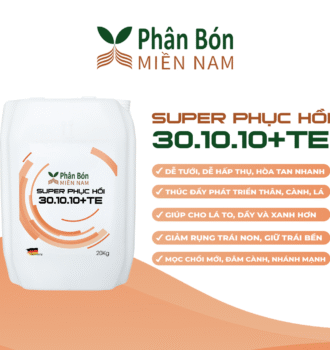 Phân Bón
MIỀN NAM
SUPER PHỤC HỒI
30.10.10+TE
✓ DỄ TƯỚI, DỄ HẤP THỤ, HÒA TAN NHANH
✓ THÚC ĐẨY PHÁT TRIỂN THÂN, CÀNH, LÁ
✓ GIÚP CHO LÁ TO, DẦY VÀ XANH HƠN
✓ GIẢM RỤNG TRÁI NON, GIỮ TRÁI BỀN
✓ MỌC CHỒI MỚI, ĐÂM CÀNH, NHÁNH MẠNH
Phân Bón
MIỀN NAM
SUPER PHỤC HỒI
30.10.10+TE
20Kg